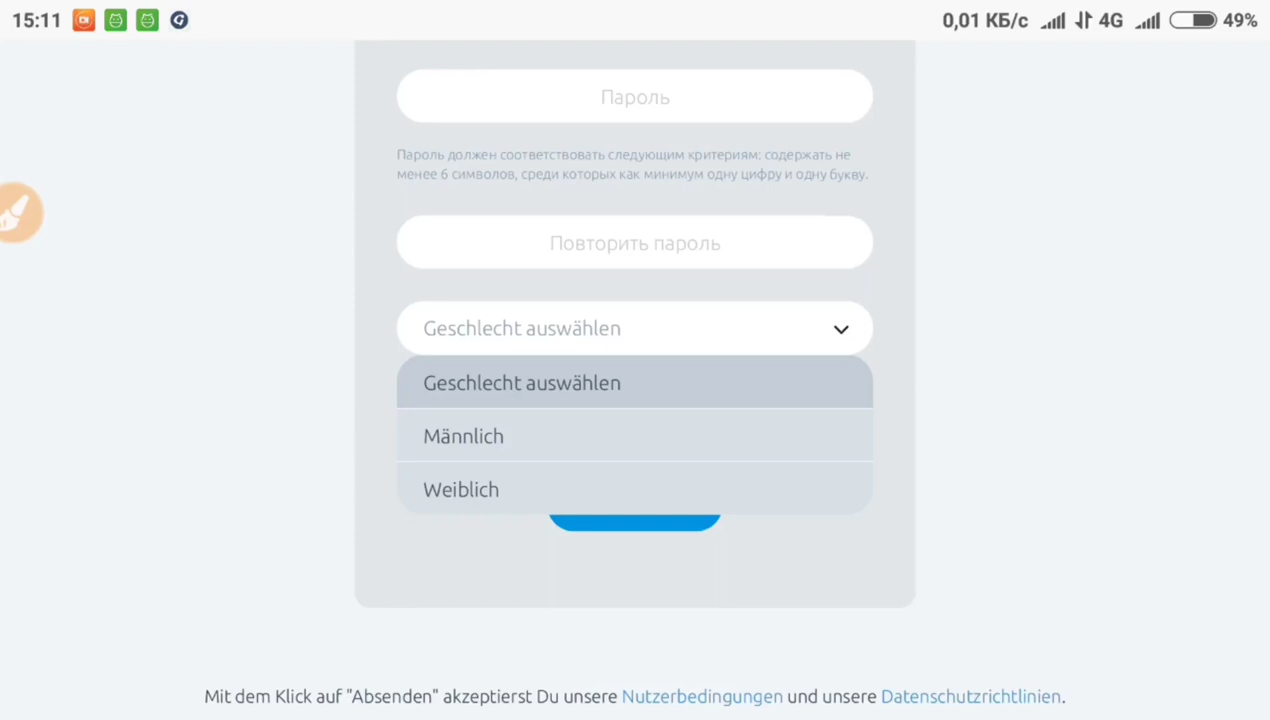 15:11 0,01 КБ/с 4G 49%
Пароль
Пароль должен соответствовать следующим критериям: содержать не
менее 6 символов, среди которых как минимум одну цифру и одну букву.
Повторить пароль
Geschlecht auswählen
Geschlecht auswählen
Männlich
Weiblich
Mit dem Klick auf "Absenden" akzeptierst Du unsere Nutzerbedingungen und unsere Datenschutzrichtlinien.